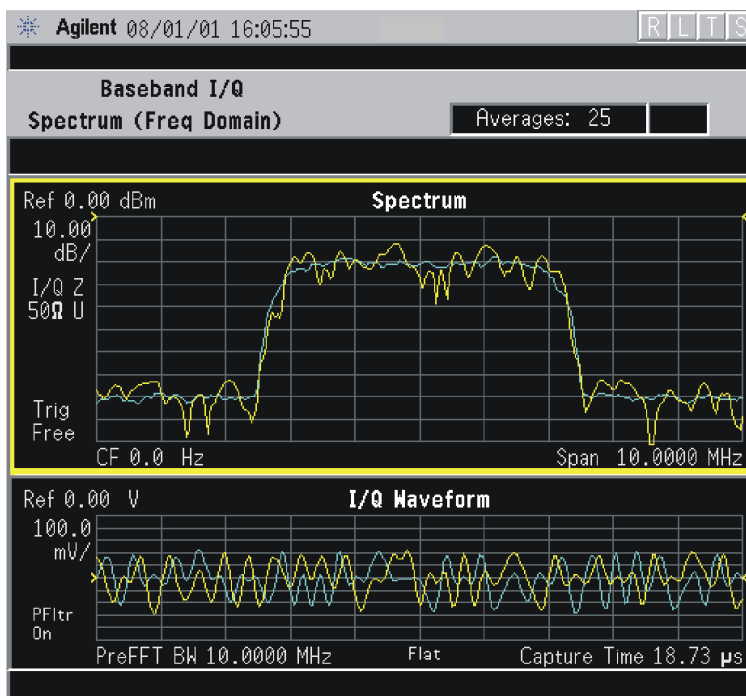 Agilent 08/01/01 16:05:55 R L T S
Baseband I/Q
Spectrum (Freq Domain)
Averages: 25
Ref 0.00 dBm
Spectrum
10.00
dB/
I/Q Z
50Ω U
Trig
Free
CF 0.0 Hz
Span 10.0000 MHz
Ref 0.00 V
I/Q Waveform
100.0
mV/
PFltr
On
PreFFT BW 10.0000 MHz
Flat
Capture Time 18.73 µs